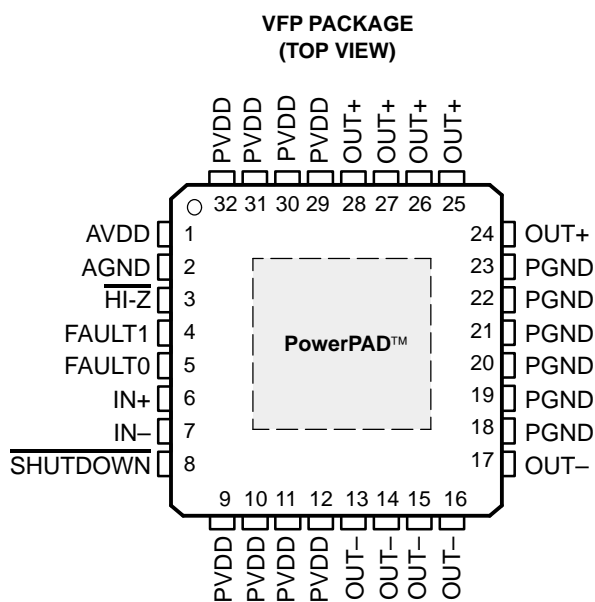 VFP PACKAGE
(TOP VIEW)
PVDD PVDD PVDD PVDD OUT+ OUT+ OUT+ OUT+
32 31 30 29 28 27 26 25
AVDD 1 24 OUT+
AGND 2 23 PGND
HI-Z 3 22 PGND
FAULT1 4 21 PGND
FAULT0 5 20 PGND
IN+ 6 19 PGND
IN– 7 18 PGND
SHUTDOWN 8 17 OUT–
PowerPAD™
9 10 11 12 13 14 15 16
PVDD PVDD PVDD PVDD OUT– OUT– OUT– OUT–